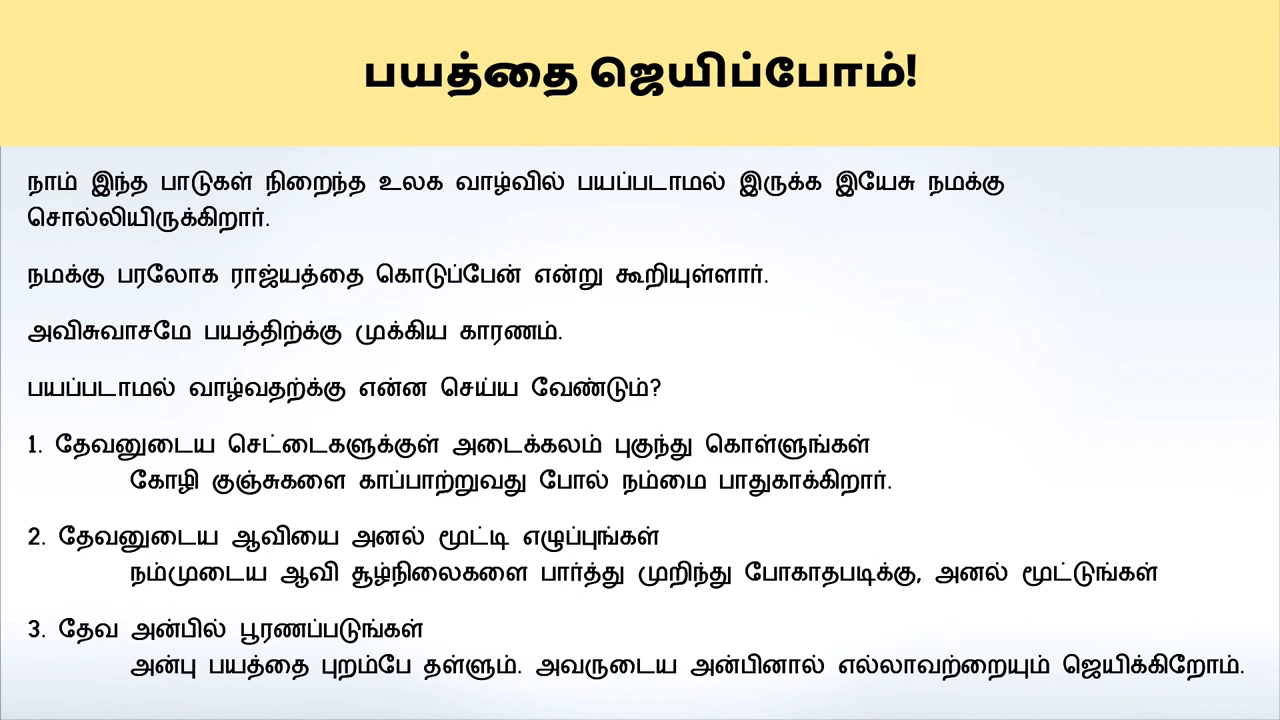 பயத்தை ஜெயிப்போம்!
நாம் இந்த பாடுகள் நிறைந்த உலக வாழ்வில் பயப்படாமல் இருக்க இயேசு நமக்கு
சொல்லியிருக்கிறார்.
நமக்கு பரலோக ராஜ்யத்தை கொடுப்பேன் என்று கூறியுள்ளார்.
அவிசுவாசமே பயத்திற்க்கு முக்கிய காரணம்.
பயப்படாமல் வாழ்வதற்க்கு என்ன செய்ய வேண்டும்?
1. தேவனுடைய செட்டைகளுக்குள் அடைக்கலம் புகுந்து கொள்ளுங்கள்
கோழி குஞ்சுகளை காப்பாற்றுவது போல் நம்மை பாதுகாக்கிறார்.
2. தேவனுடைய ஆவியை அனல் மூட்டி எழுப்புங்கள்
நம்முடைய ஆவி சூழ்நிலைகளை பார்த்து முறிந்து போகாதபடிக்கு, அனல் மூட்டுங்கள்
3. தேவ அன்பில் பூரணப்படுங்கள்
அன்பு பயத்தை புறம்பே தள்ளும். அவருடைய அன்பினால் எல்லாவற்றையும் ஜெயிக்கிறோம்.